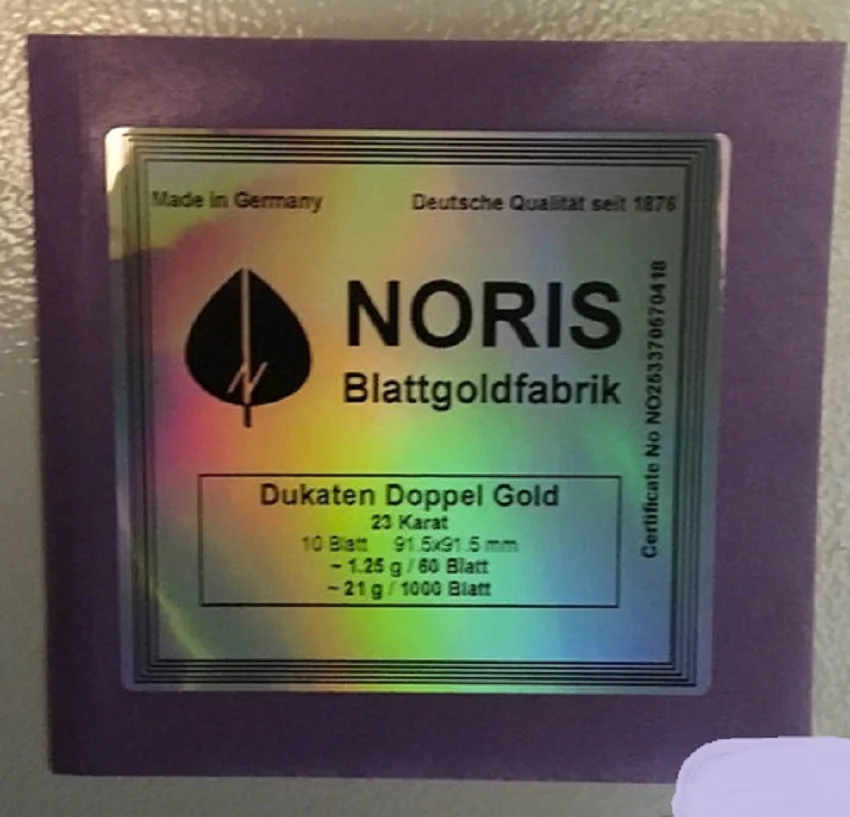 Made in Germany
Deutsche Qualität seit 1876
NORIS
Blattgoldfabrik
Certificate No NO263370670418
Dukaten Doppel Gold
23 Karat
10 Blatt 91.5x91.5 mm
~ 1.25 g / 60 Blatt
~ 21 g / 1000 Blatt
N